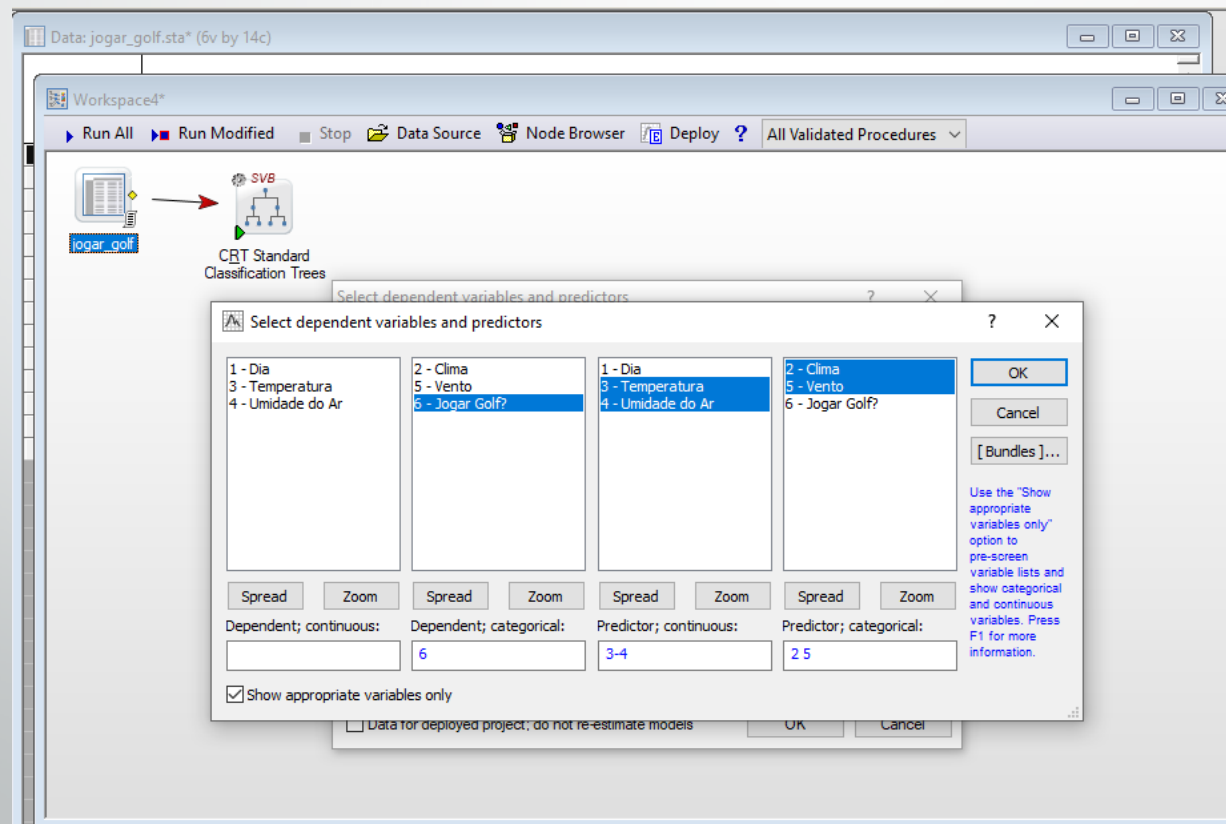 Data: jogar_golf.sta* (6v by 14c)
Workspace4*
Run All Run Modified Stop Data Source Node Browser Deploy ? All Validated Procedures
SVB
jogar_golf
CRT Standard
Classification Trees
Select dependent variables and predictors ?
Select dependent variables and predictors ?
1 - Dia
3 - Temperatura
4 - Umidade do Ar
2 - Clima
5 - Vento
6 - Jogar Golf?
1 - Dia
3 - Temperatura
4 - Umidade do Ar
2 - Clima
5 - Vento
6 - Jogar Golf?
OK
Cancel
[ Bundles ]...
Use the "Show
appropriate
variables only"
option to
pre-screen
variable lists and
show categorical
and continuous
variables. Press
F1 for more
information.
Spread Zoom Spread Zoom Spread Zoom Spread Zoom
Dependent; continuous: Dependent; categorical: Predictor; continuous: Predictor; categorical:
6 3-4 2 5
Show appropriate variables only
Data for deployed project; do not re-estimate models OK Cancel